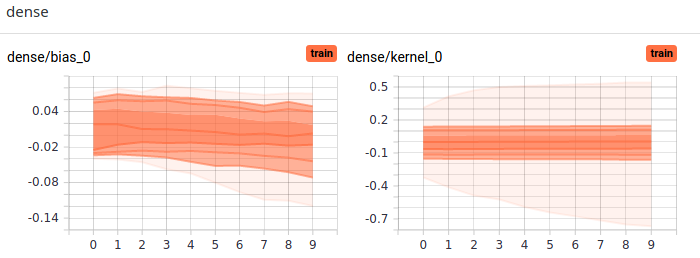 dense
dense/bias_0
train
0.04
-0.02
-0.08
-0.14
0 1 2 3 4 5 6 7 8 9
dense/kernel_0
train
0.5
0.2
-0.1
-0.4
-0.7
0 1 2 3 4 5 6 7 8 9